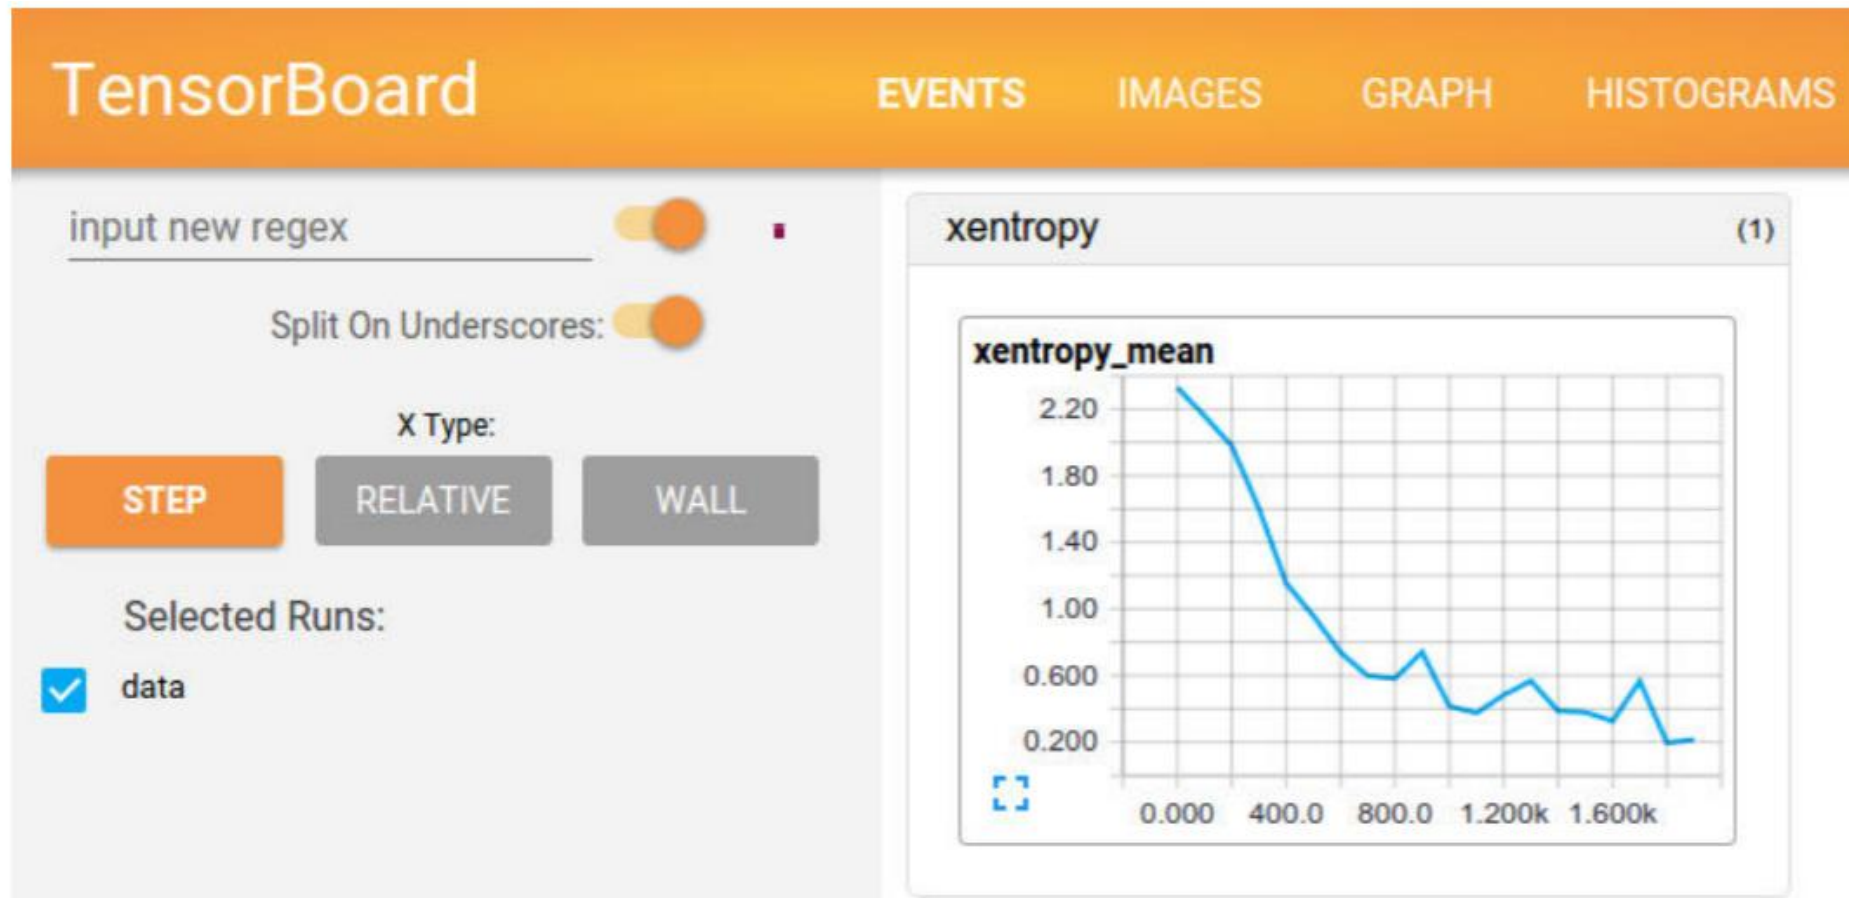 TensorBoard
EVENTS IMAGES GRAPH HISTOGRAMS
input new regex
Split On Underscores:
X Type:
STEP RELATIVE WALL
Selected Runs:
data
xentropy (1)
xentropy_mean
2.20
1.80
1.40
1.00
0.600
0.200
0.000 400.0 800.0 1.200k 1.600k